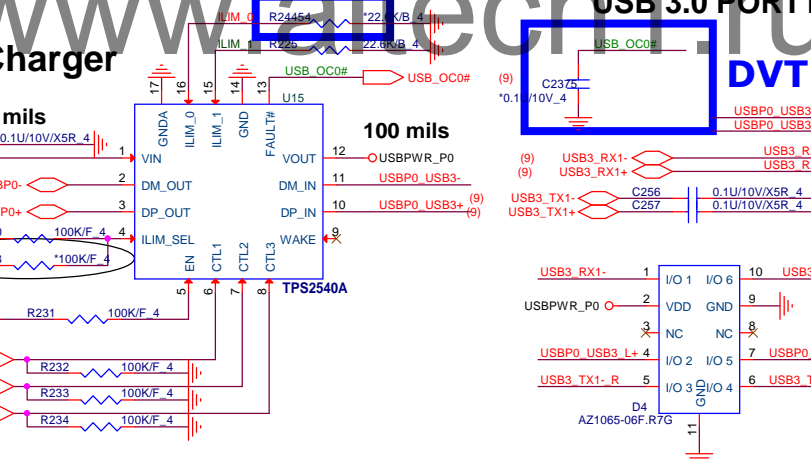 www.aitech1.ru
USB 3.0 PORT
Charger
ILIM_0
R24454
*22.6K/B_4
ILIM_1
R225
22.6K/B_4
USB_OC0#
USB_OC0#
USB_OC0#
(9)
C2375
*0.1U/10V_4
DVT
mils
100 mils
0.1U/10V/X5R_4
17
16
15
14
13
U15
GNDA
ILIM_0
ILIM_1
GND
FAULT#
1
VIN
VOUT
12
USBPWR_P0
BP0-
2
DM_OUT
DM_IN
11
USBP0_USB3-
BP0+
3
DP_OUT
DP_IN
10
USBP0_USB3+
(9)
(9)
100K/F_4
4
ILIM_SEL
WAKE
9
*100K/F_4
EN
CTL1
CTL2
CTL3
5
6
7
8
TPS2540A
R231
100K/F_4
R232
100K/F_4
R233
100K/F_4
R234
100K/F_4
USBP0_USB3
USBP0_USB3
(9)
USB3_RX1-
USB3_R
(9)
USB3_RX1+
USB3_R
USB3_TX1-
C256
0.1U/10V/X5R_4
USB3_TX1+
C257
0.1U/10V/X5R_4
USB3_RX1-
1
I/O 1
I/O 6
10
USB3
USBPWR_P0
2
VDD
GND
9
3
NC
NC
8
USBP0_USB3_L+
4
I/O 2
I/O 5
7
USBP0
USB3_TX1-_R
5
I/O 3
I/O 4
6
USB3_T
GND
D4
AZ1065-06F.R7G
11